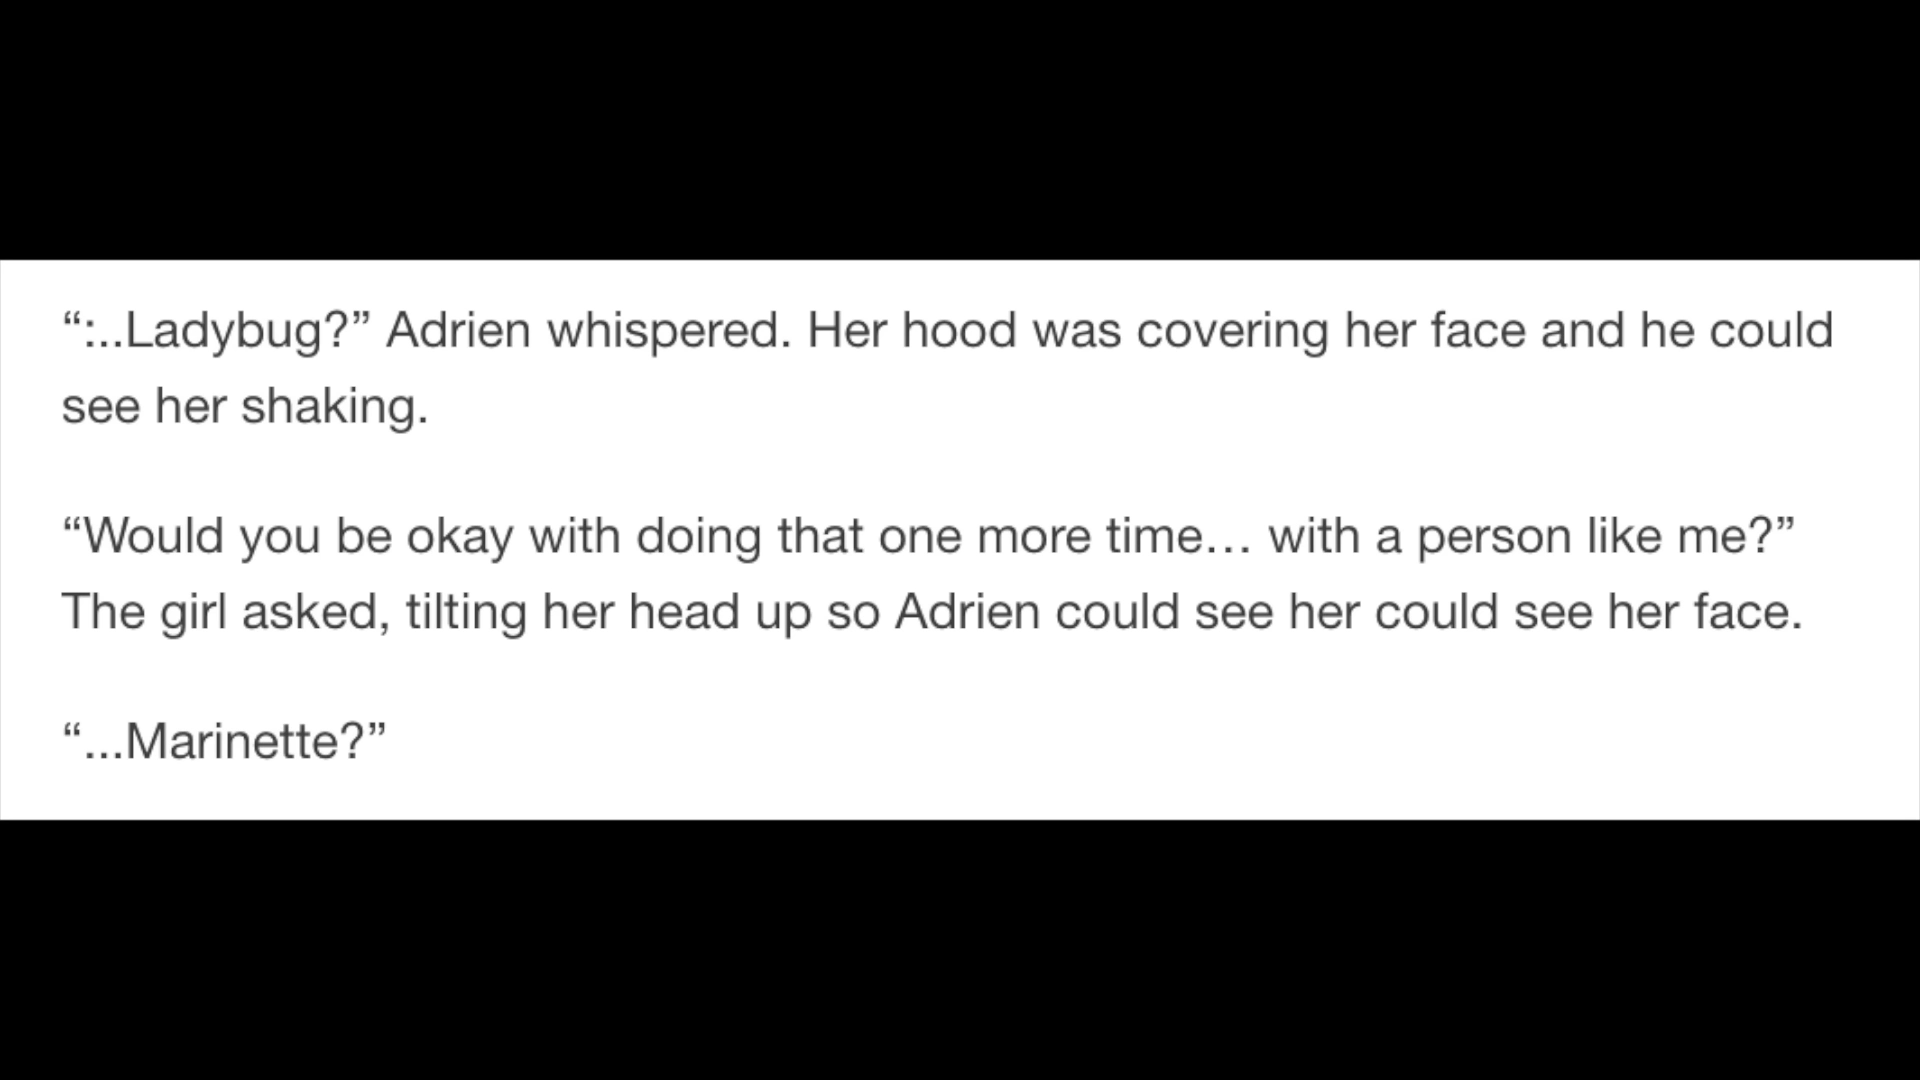 “:..Ladybug?” Adrien whispered. Her hood was covering her face and he could
see her shaking.
“Would you be okay with doing that one more time… with a person like me?”
The girl asked, tilting her head up so Adrien could see her could see her face.
“...Marinette?”